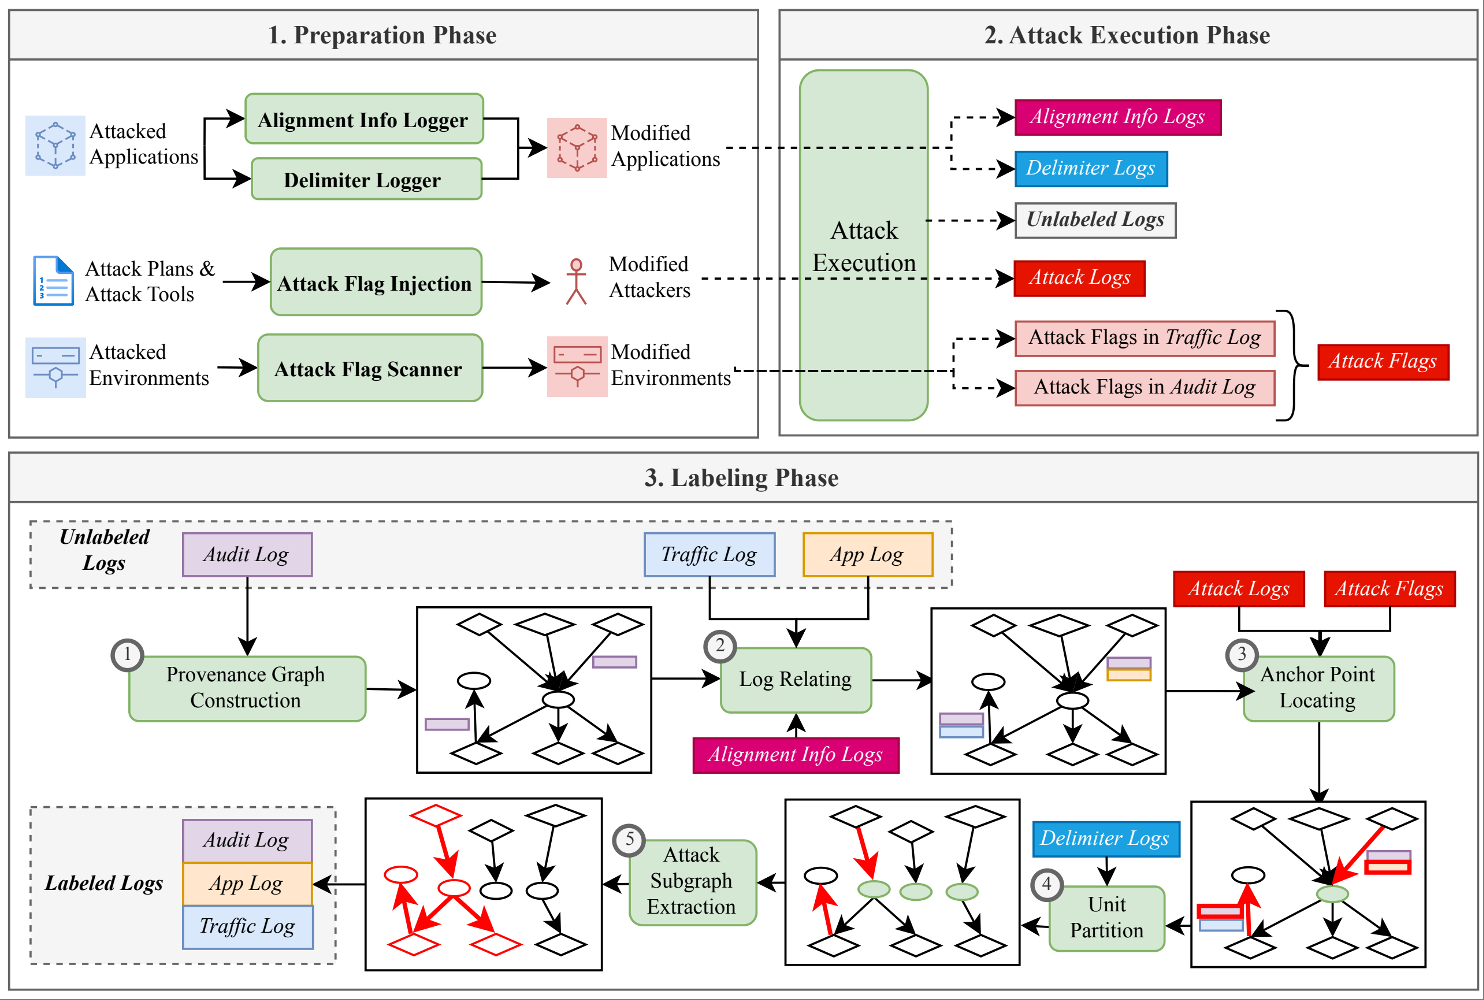 1. Preparation Phase
Attacked
Applications
Alignment Info Logger
Delimiter Logger
Modified
Applications
Attack Plans &
Attack Tools
Attack Flag Injection
Modified
Attackers
Attacked
Environments
Attack Flag Scanner
Modified
Environments
2. Attack Execution Phase
Attack
Execution
Alignment Info Logs
Delimiter Logs
Unlabeled Logs
Attack Logs
Attack Flags in Traffic Log
Attack Flags in Audit Log
Attack Flags
3. Labeling Phase
Unlabeled
Logs
Audit Log
Traffic Log
App Log
Attack Logs
Attack Flags
1
Provenance Graph
Construction
2
Log Relating
Alignment Info Logs
3
Anchor Point
Locating
Delimiter Logs
4
Unit
Partition
5
Attack
Subgraph
Extraction
Labeled Logs
Audit Log
App Log
Traffic Log